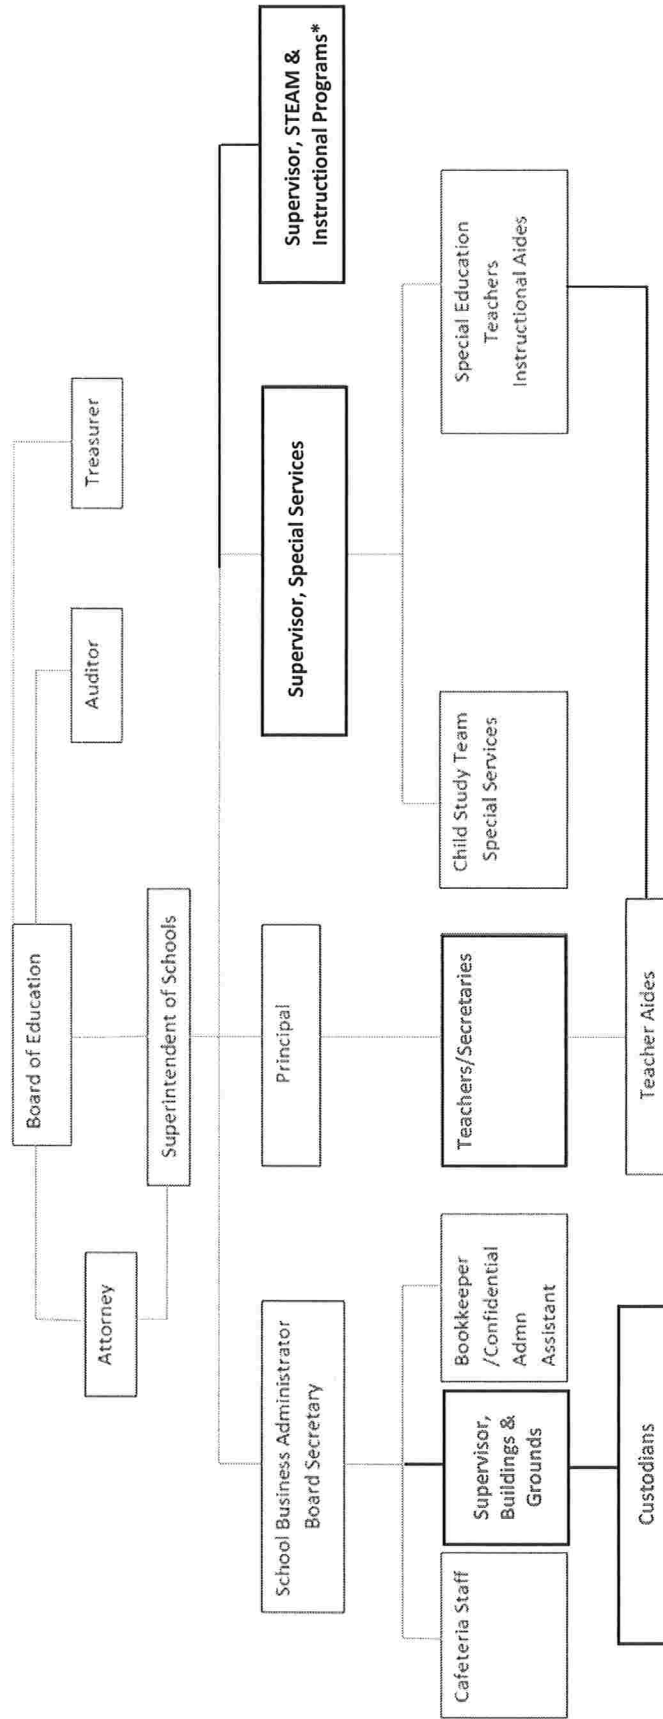 Board of Education
Attorney
Auditor
Treasurer
Superintendent of Schools
School Business Administrator
Board Secretary
Principal
Supervisor, Special Services
Supervisor, STEAM &
Instructional Programs*
Cafeteria Staff
Supervisor,
Buildings &
Grounds
Bookkeeper
/Confidential
Admn
Assistant
Teachers/Secretaries
Child Study Team
Special Services
Special Education
Teachers
Instructional Aides
Custodians
Teacher Aides